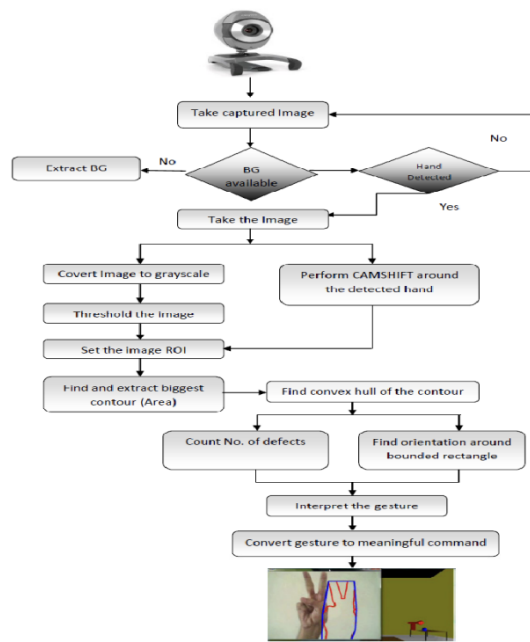 Take captured Image
No
Extract BG
No
BG
available
Hand
Detected
Yes
Take the Image
Covert Image to grayscale
Perform CAMSHIFT around
the detected hand
Threshold the image
Set the image ROI
Find and extract biggest
contour (Area)
Find convex hull of the contour
Count No. of defects
Find orientation around
bounded rectangle
Interpret the gesture
Convert gesture to meaningful command